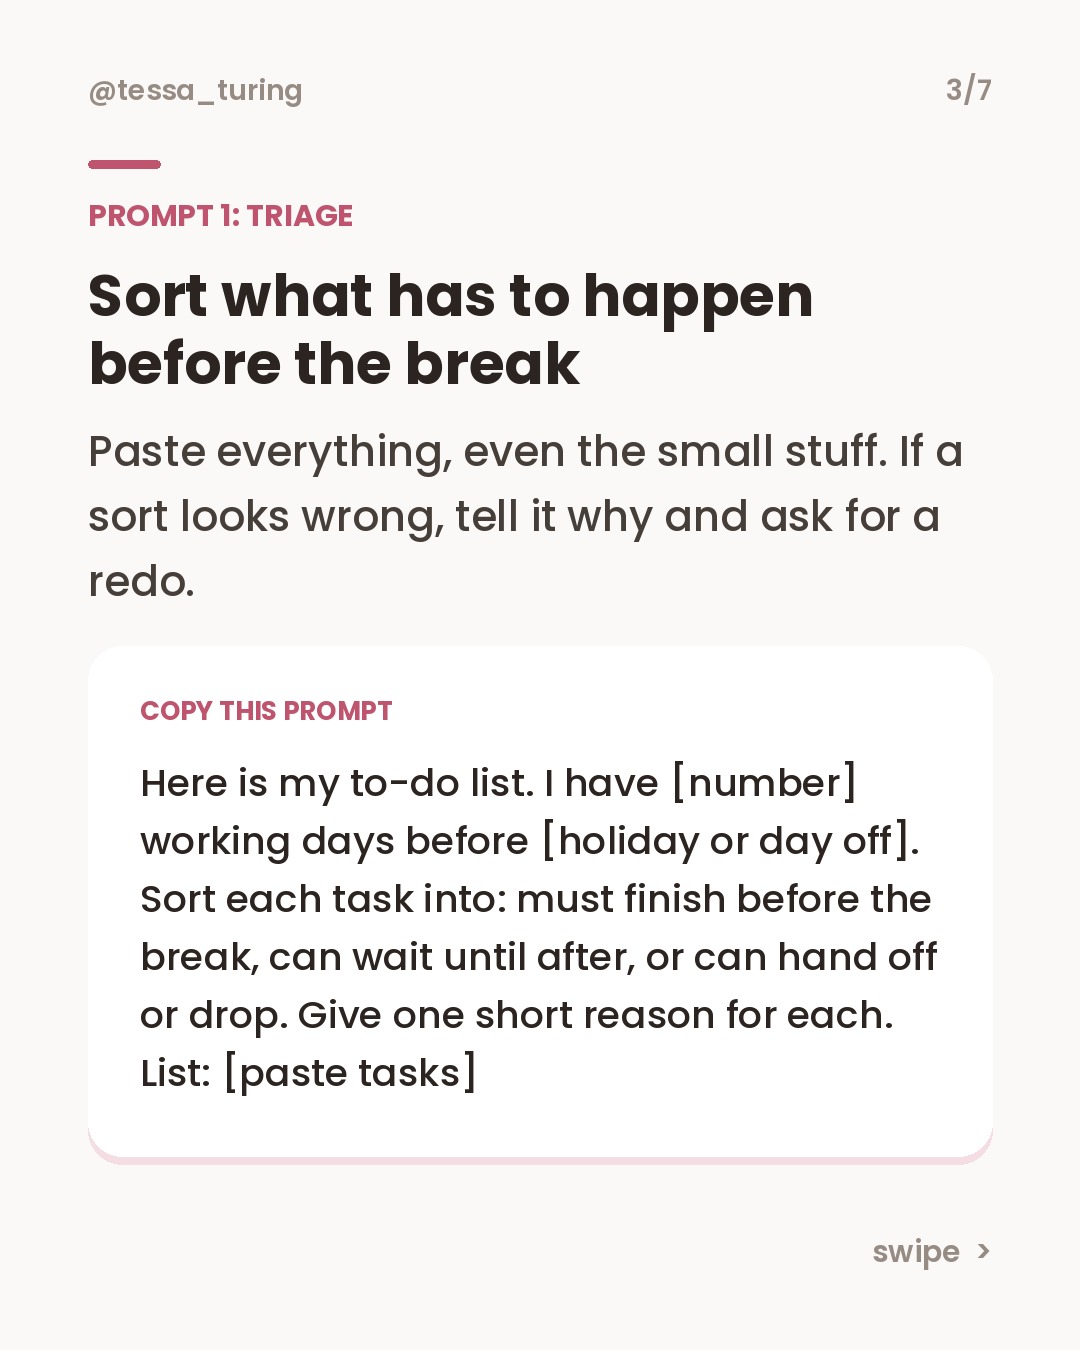 @tessa_turing
3/7
PROMPT 1: TRIAGE
Sort what has to happen
before the break
Paste everything, even the small stuff. If a
sort looks wrong, tell it why and ask for a
redo.
COPY THIS PROMPT
Here is my to-do list. I have [number]
working days before [holiday or day off].
Sort each task into: must finish before the
break, can wait until after, or can hand off
or drop. Give one short reason for each.
List: [paste tasks]
swipe >